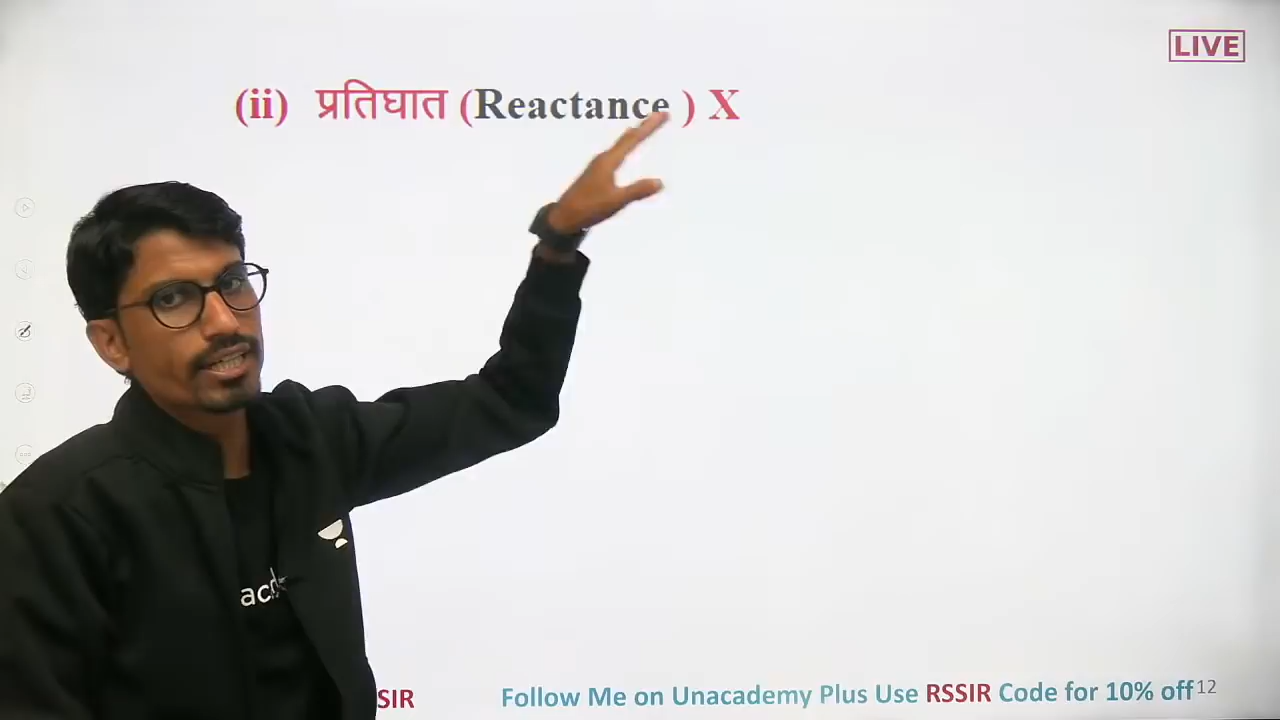 LIVE
(ii) प्रतिघात (Reactance ) X
SIR
Follow Me on Unacademy Plus Use RSSIR Code for 10% off 12